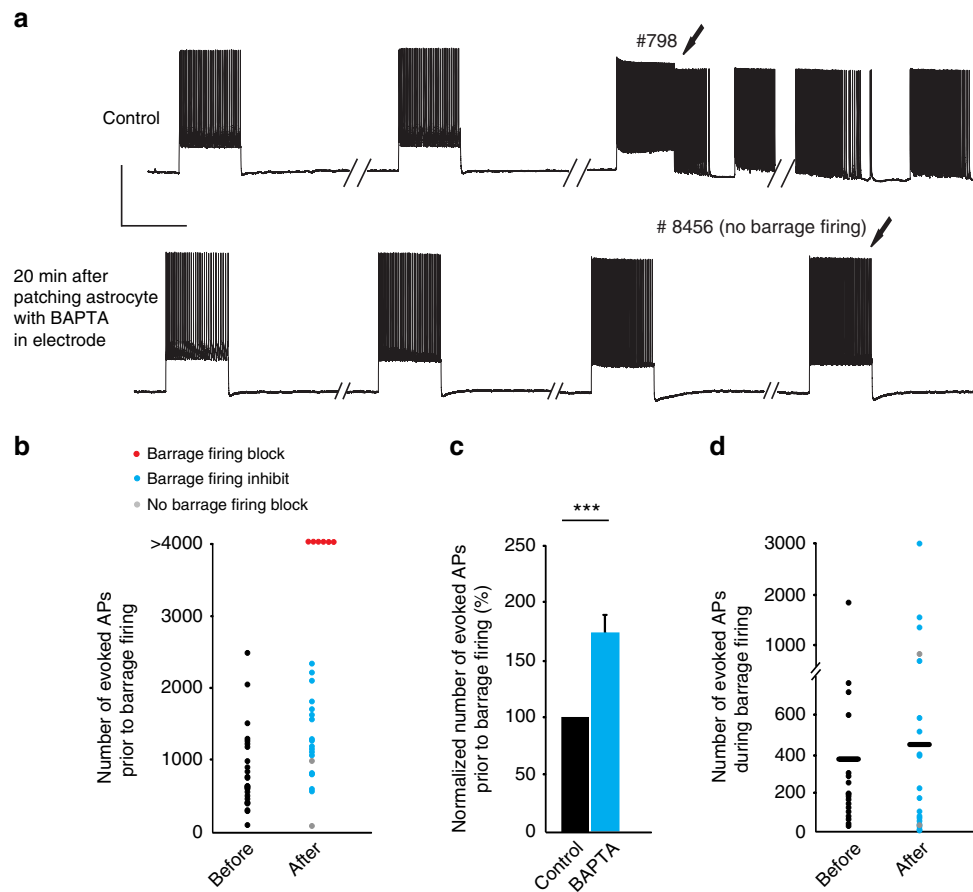 a
#798
Control
# 8456 (no barrage firing)
20 min after
patching astrocyte
with BAPTA
in electrode
b
Barrage firing block
Barrage firing inhibit
No barrage firing block
Number of evoked APs
prior to barrage firing
>4000
3000
2000
1000
0
Before
After
c
***
Normalized number of evoked APs
prior to barrage firing (%)
250
200
150
100
50
0
Control
BAPTA
d
Number of evoked APs
during barrage firing
3000
2000
1000
600
400
200
0
Before
After